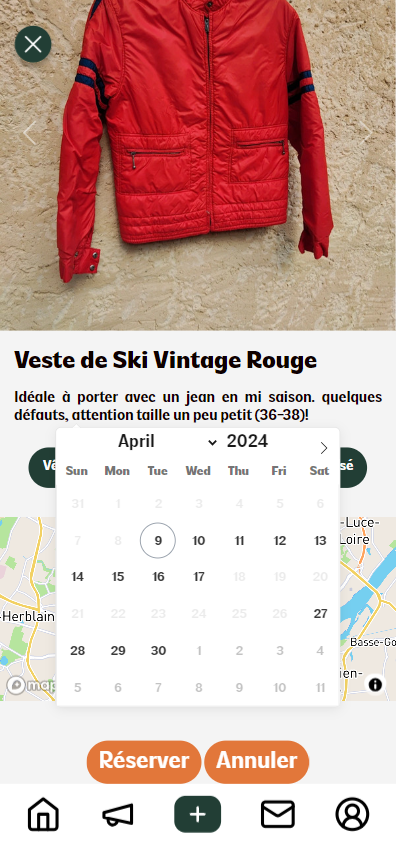 Veste de Ski Vintage Rouge
Idéale à porter avec un jean en mi saison. quelques
défauts, attention taille un peu petit (36-38)!
April 2024
Sun Mon Tue Wed Thu Fri Sat
31 1 2 3 4 5 6
7 8 9 10 11 12 13
14 15 16 17 18 19 20
21 22 23 24 25 26 27
28 29 30 1 2 3 4
5 6 7 8 9 10 11
-Luce-
Loire
-Herblain
Basse-Go
ien-
Réserver Annuler